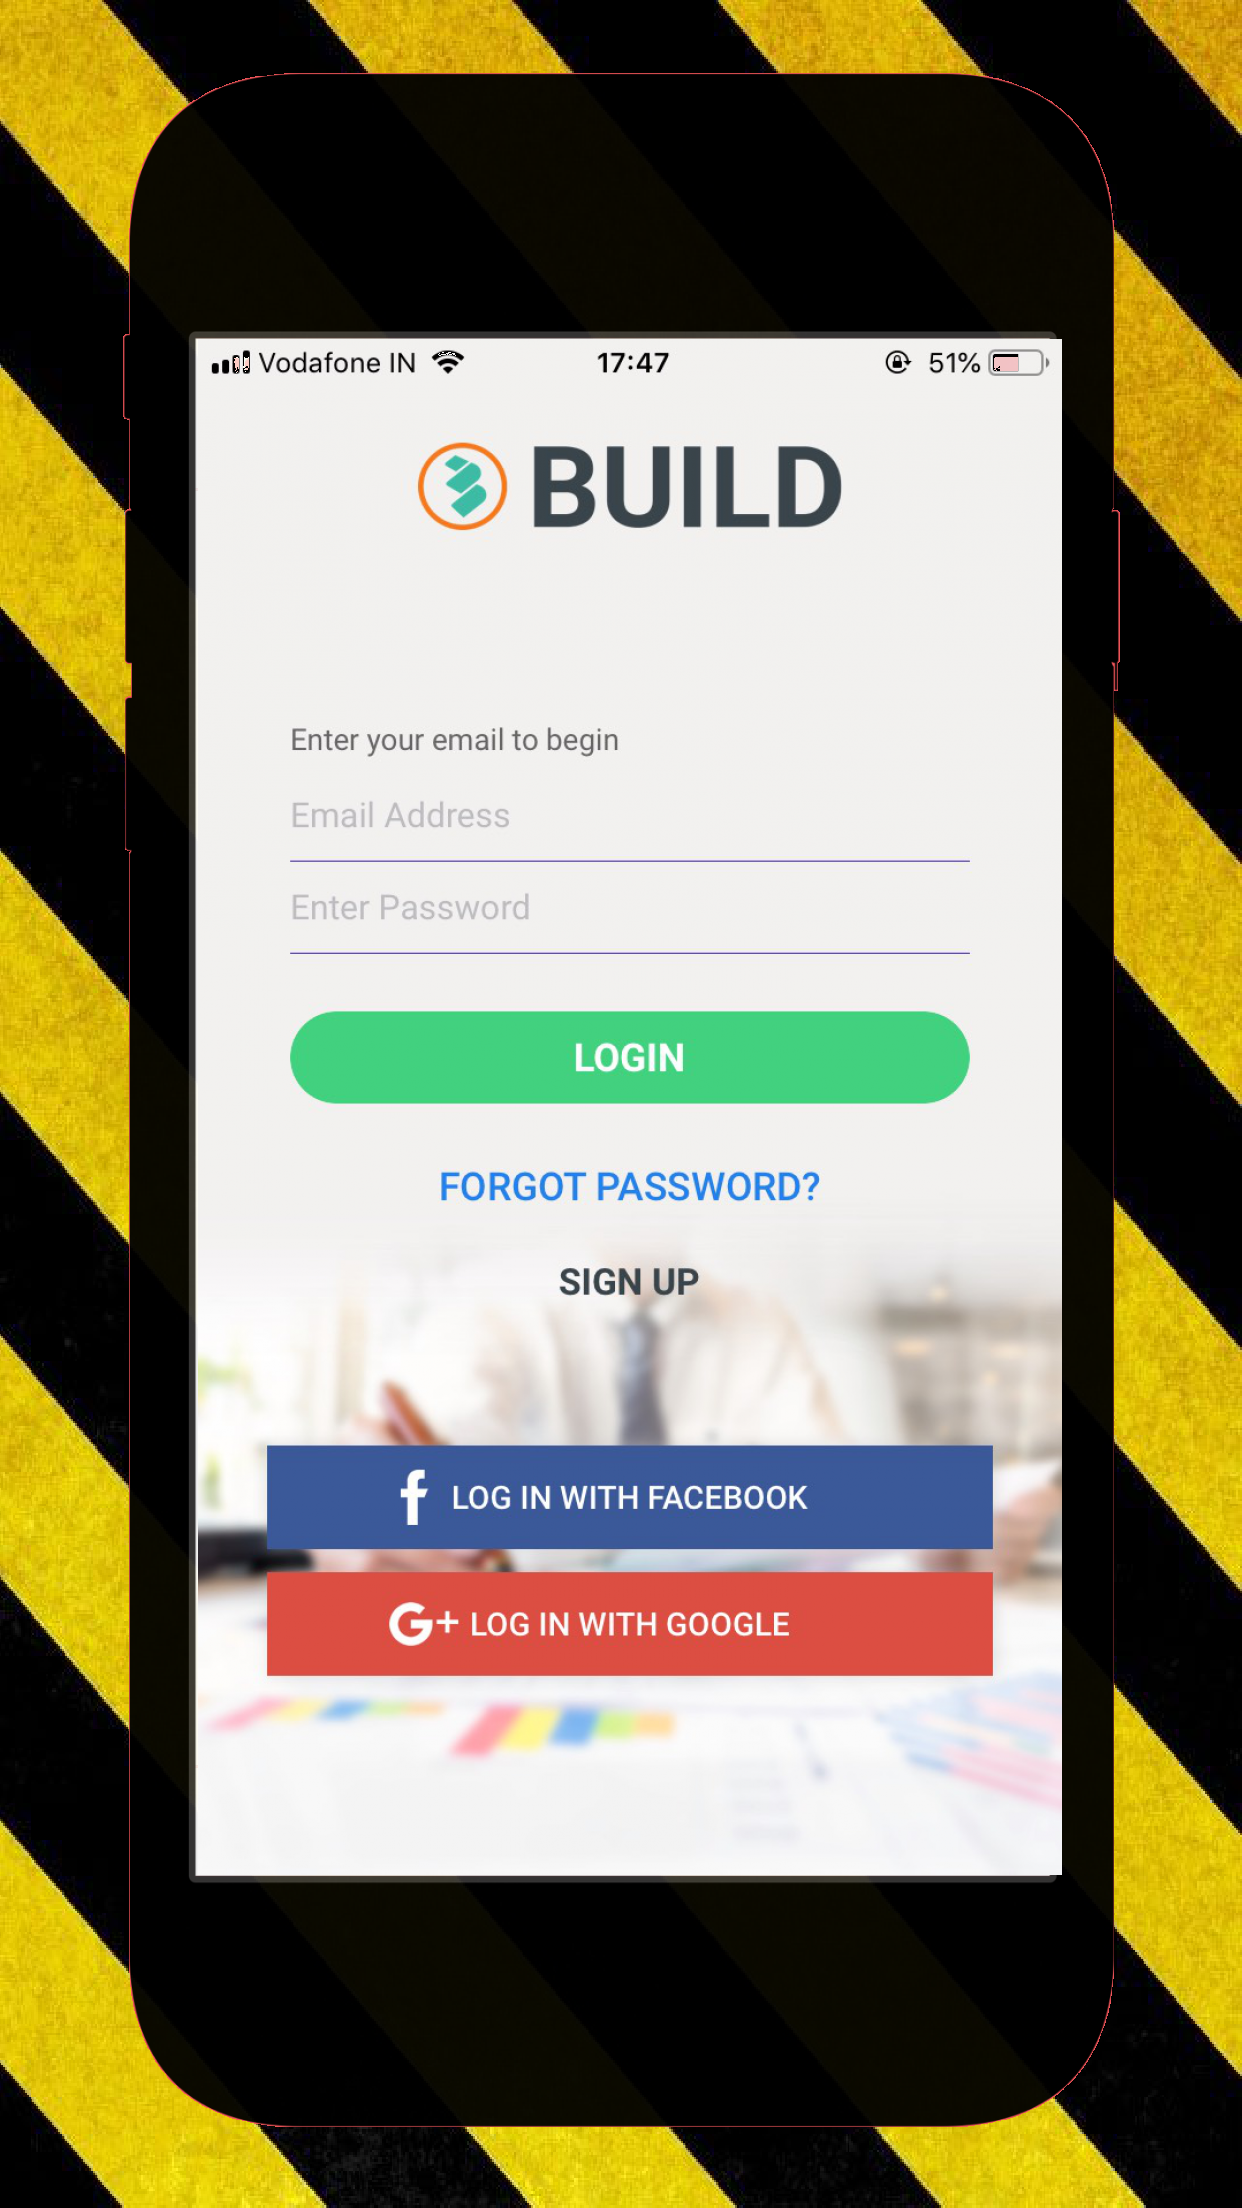 Vodafone IN 17:47 51%
BUILD
Enter your email to begin
Email Address
Enter Password
LOGIN
FORGOT PASSWORD?
SIGN UP
f LOG IN WITH FACEBOOK
G+ LOG IN WITH GOOGLE